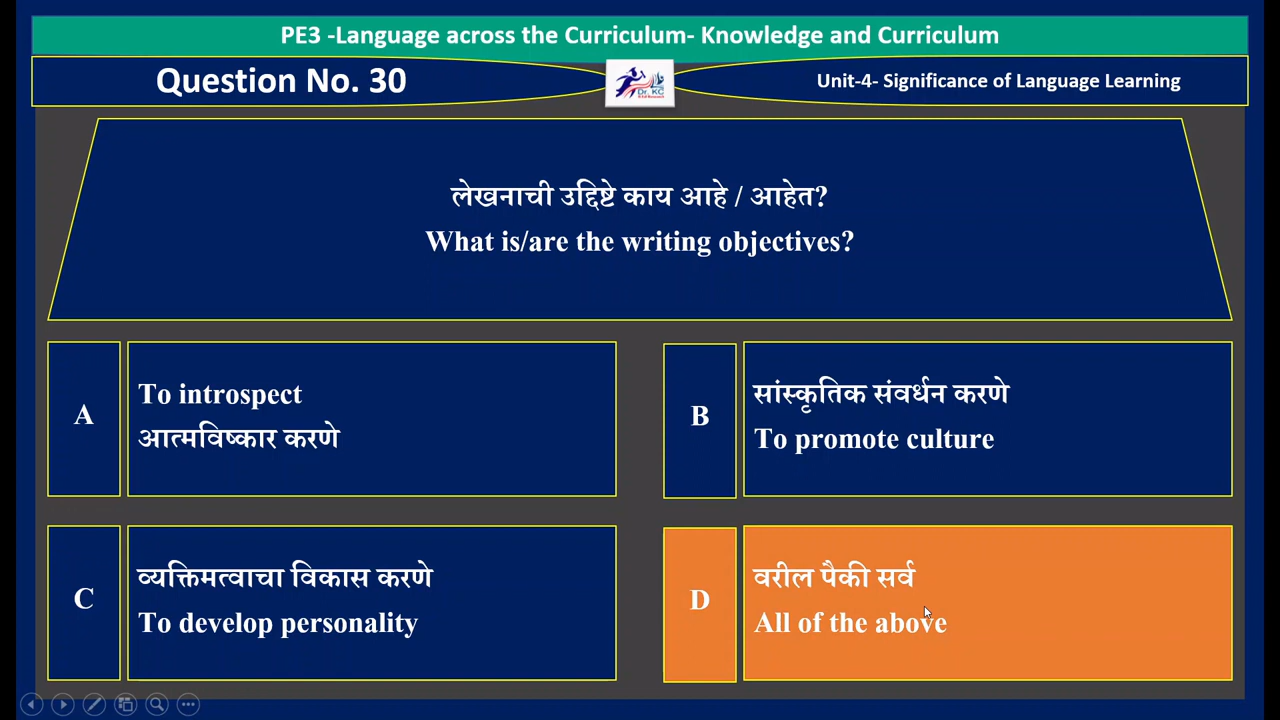 PE3 -Language across the Curriculum- Knowledge and Curriculum
Question No. 30
Unit-4- Significance of Language Learning
Dr. KC
लेखनाची उद्दिष्टे काय आहे / आहेत?
What is/are the writing objectives?
A
To introspect
आत्मविष्कार करणे
B
सांस्कृतिक संवर्धन करणे
To promote culture
C
व्यक्तिमत्वाचा विकास करणे
To develop personality
D
वरील पैकी सर्व
All of the above